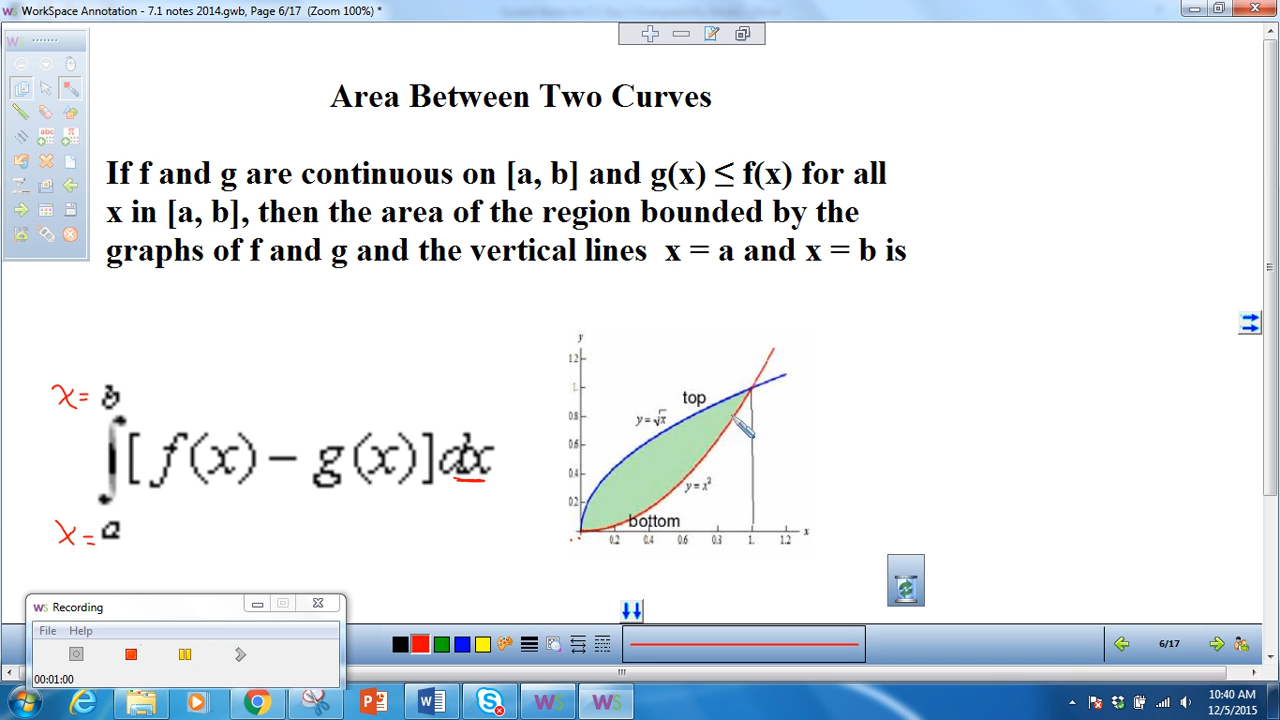 WorkSpace Annotation - 7.1 notes 2014.gwb, Page 6/17 (Zoom 100%) *
Area Between Two Curves
If f and g are continuous on [a, b] and g(x) ≤ f(x) for all
x in [a, b], then the area of the region bounded by the
graphs of f and g and the vertical lines x = a and x = b is
x = b
∫[f(x) − g(x)]dx
x = a
y
1.2
1.
0.8
0.6
0.4
0.2
top
y = √x
y = x²
bottom
0.2 0.4 0.6 0.8 1. 1.2 x
WS Recording
File Help
00:01:00
6/17
10:40 AM
12/5/2015